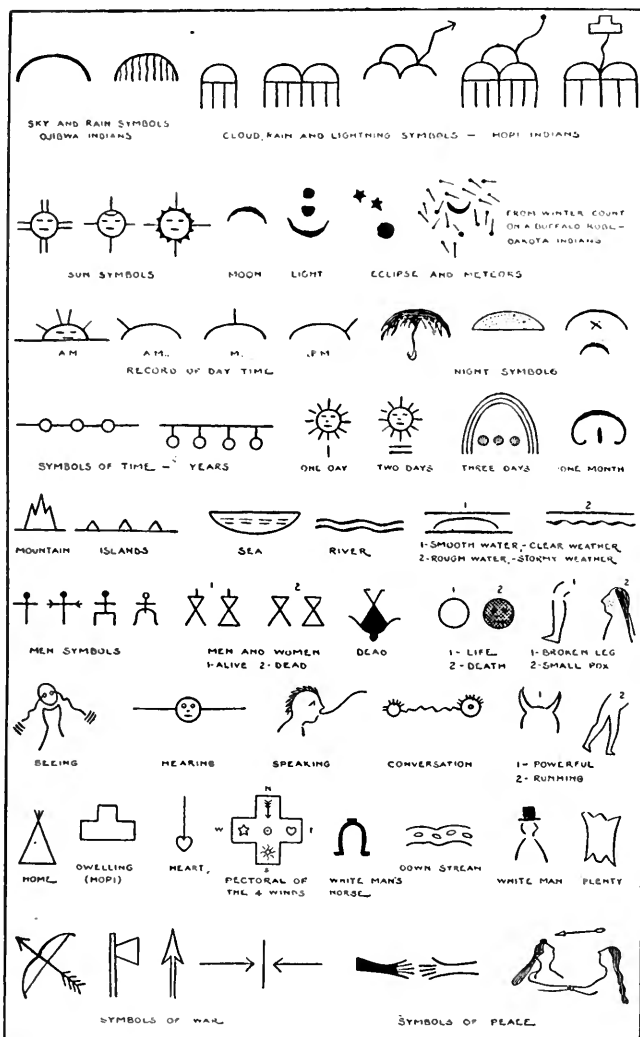 SKY AND RAIN SYMBOLS
OJIBWA INDIANS
CLOUD, RAIN AND LIGHTNING SYMBOLS — HOPI INDIANS
FROM WINTER COUNT
ON A BUFFALO ROBE —
DAKOTA INDIANS
SUN SYMBOLS
MOON
LIGHT
ECLIPSE AND METEORS
A M
A M.
M.
P M
RECORD OF DAY TIME
NIGHT SYMBOLS
SYMBOLS OF TIME — YEARS
ONE DAY
TWO DAYS
THREE DAYS
ONE MONTH
1
2
MOUNTAIN
ISLANDS
SEA
RIVER
1-SMOOTH WATER,-CLEAR WEATHER
2-ROUGH WATER,-STORMY WEATHER
1
2
1
2
1
2
MEN SYMBOLS
MEN AND WOMEN
1-ALIVE 2-DEAD
DEAD
1 - LIFE
2 - DEATH
1-BROKEN LEG
2-SMALL POX
1
2
SEEING
HEARING
SPEAKING
CONVERSATION
1 - POWERFUL
2 - RUNNING
N
W
E
S
HOME
DWELLING
(HOPI)
HEART,
PECTORAL OF
THE 4 WINDS
WHITE MAN'S
HORSE
DOWN STREAM
WHITE MAN
PLENTY
SYMBOLS OF WAR
SYMBOLS OF PEACE